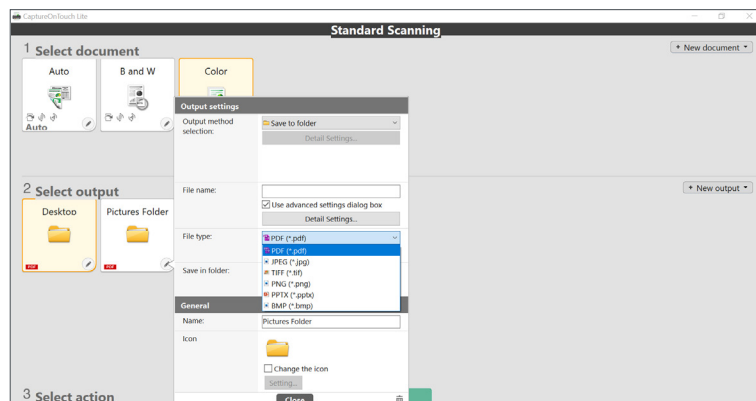 CaptureOnTouch Lite
Standard Scanning
1 Select document
+ New document
Auto
B and W
Color
Auto
Output settings
Output method selection:
Save to folder
Detail Settings...
2 Select output
+ New output
Desktop
Pictures Folder
PDF
PDF
File name:
Use advanced settings dialog box
Detail Settings...
File type:
PDF (*.pdf)
PDF (*.pdf)
JPEG (*.jpg)
TIFF (*.tif)
PNG (*.png)
PPTX (*.pptx)
BMP (*.bmp)
Save in folder:
General
Name:
Pictures Folder
Icon
Change the icon
Setting...
3 Select action
Close